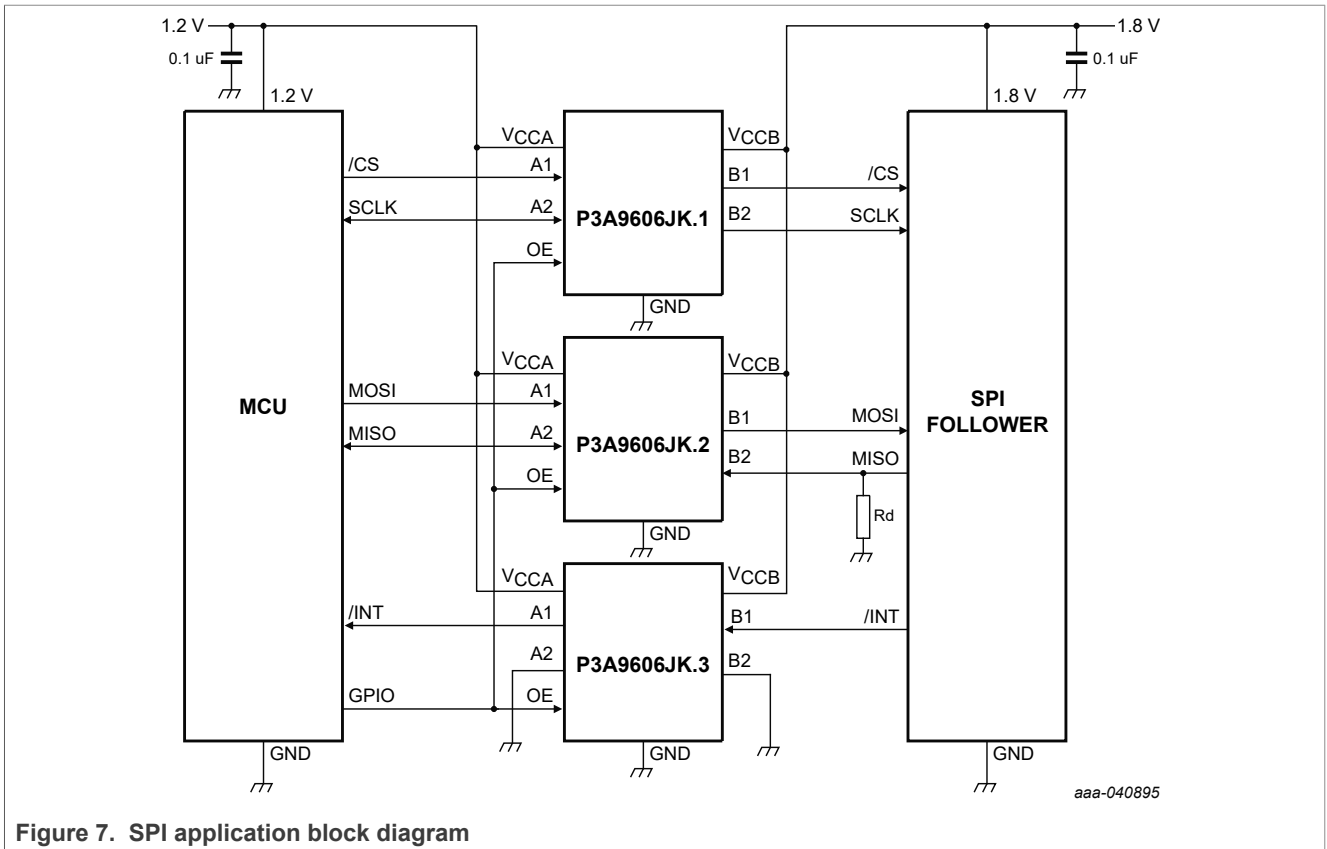 1.2 V
1.8 V
0.1 uF
0.1 uF
1.2 V
1.8 V
MCU
/CS
SCLK
MOSI
MISO
/INT
GPIO
GND
VCCA
A1
A2
OE
P3A9606JK.1
VCCB
B1
B2
GND
VCCA
A1
A2
OE
P3A9606JK.2
VCCB
B1
B2
GND
VCCA
A1
A2
OE
P3A9606JK.3
VCCB
B1
B2
GND
/CS
SCLK
MOSI
MISO
Rd
/INT
SPI
FOLLOWER
GND
aaa-040895
Figure 7. SPI application block diagram